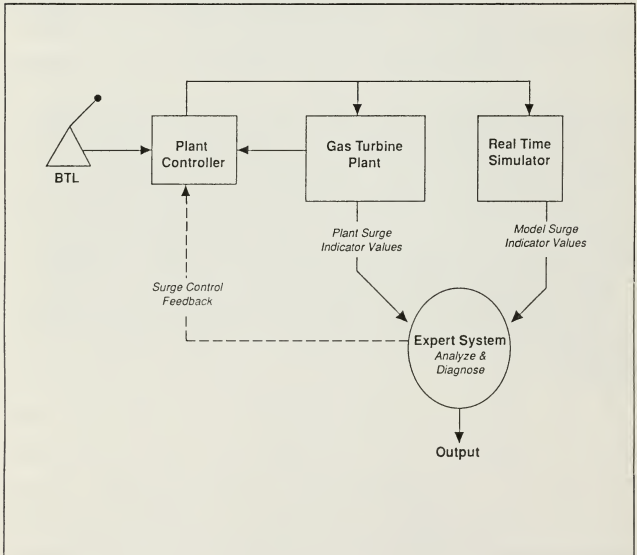 Plant
Controller
Gas Turbine
Plant
Real Time
Simulator
BTL
Plant Surge
Indicator Values
Model Surge
Indicator Values
Surge Control
Feedback
Expert System
Analyze &
Diagnose
Output